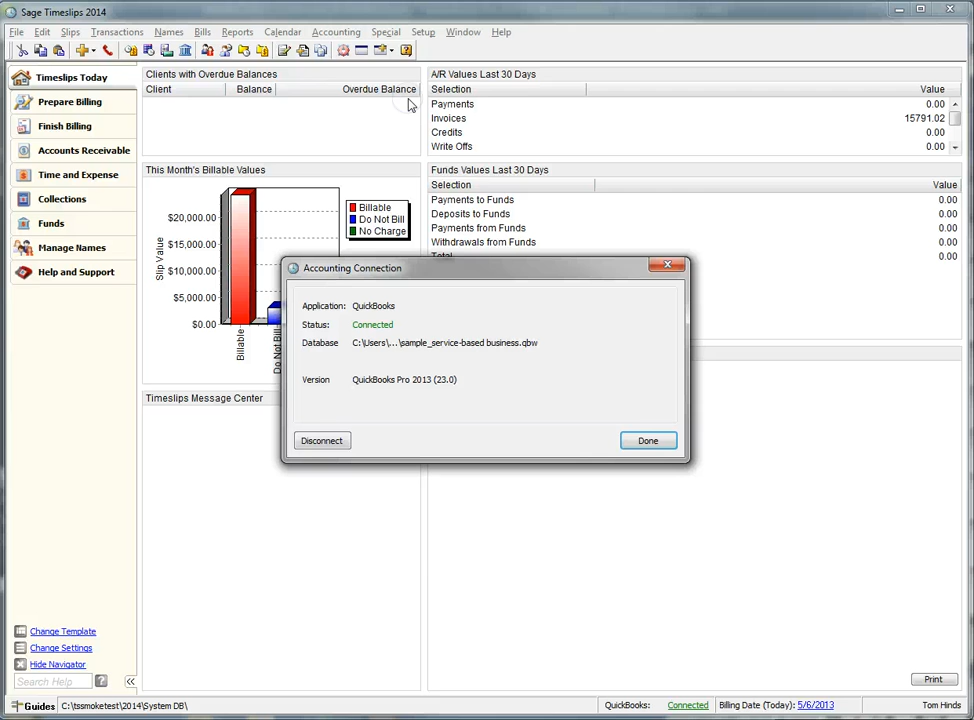 Sage Timeslips 2014
File Edit Slips Transactions Names Bills Reports Calendar Accounting Special Setup Window Help
Timeslips Today
Prepare Billing
Finish Billing
Accounts Receivable
Time and Expense
Collections
Funds
Manage Names
Help and Support
Clients with Overdue Balances
Client Balance Overdue Balance
A/R Values Last 30 Days
Selection Value
Payments 0.00
Invoices 15791.02
Credits 0.00
Write Offs 0.00
This Month's Billable Values
$20,000.00
$15,000.00
$10,000.00
$5,000.00
$0.00
Slip Value
Billable
Do Not Bill
Billable
Do Not Bill
No Charge
Funds Values Last 30 Days
Selection Value
Payments to Funds 0.00
Deposits to Funds 0.00
Payments from Funds 0.00
Withdrawals from Funds 0.00
Total 0.00
Accounting Connection
Application: QuickBooks
Status: Connected
Database C:\Users\...\sample_service-based business.qbw
Version QuickBooks Pro 2013 (23.0)
Disconnect Done
Timeslips Message Center
Change Template
Change Settings
Hide Navigator
Search Help
Print
Guides C:\tssmoketest\2014\System DB\ QuickBooks: Connected Billing Date (Today): 5/6/2013 Tom Hinds